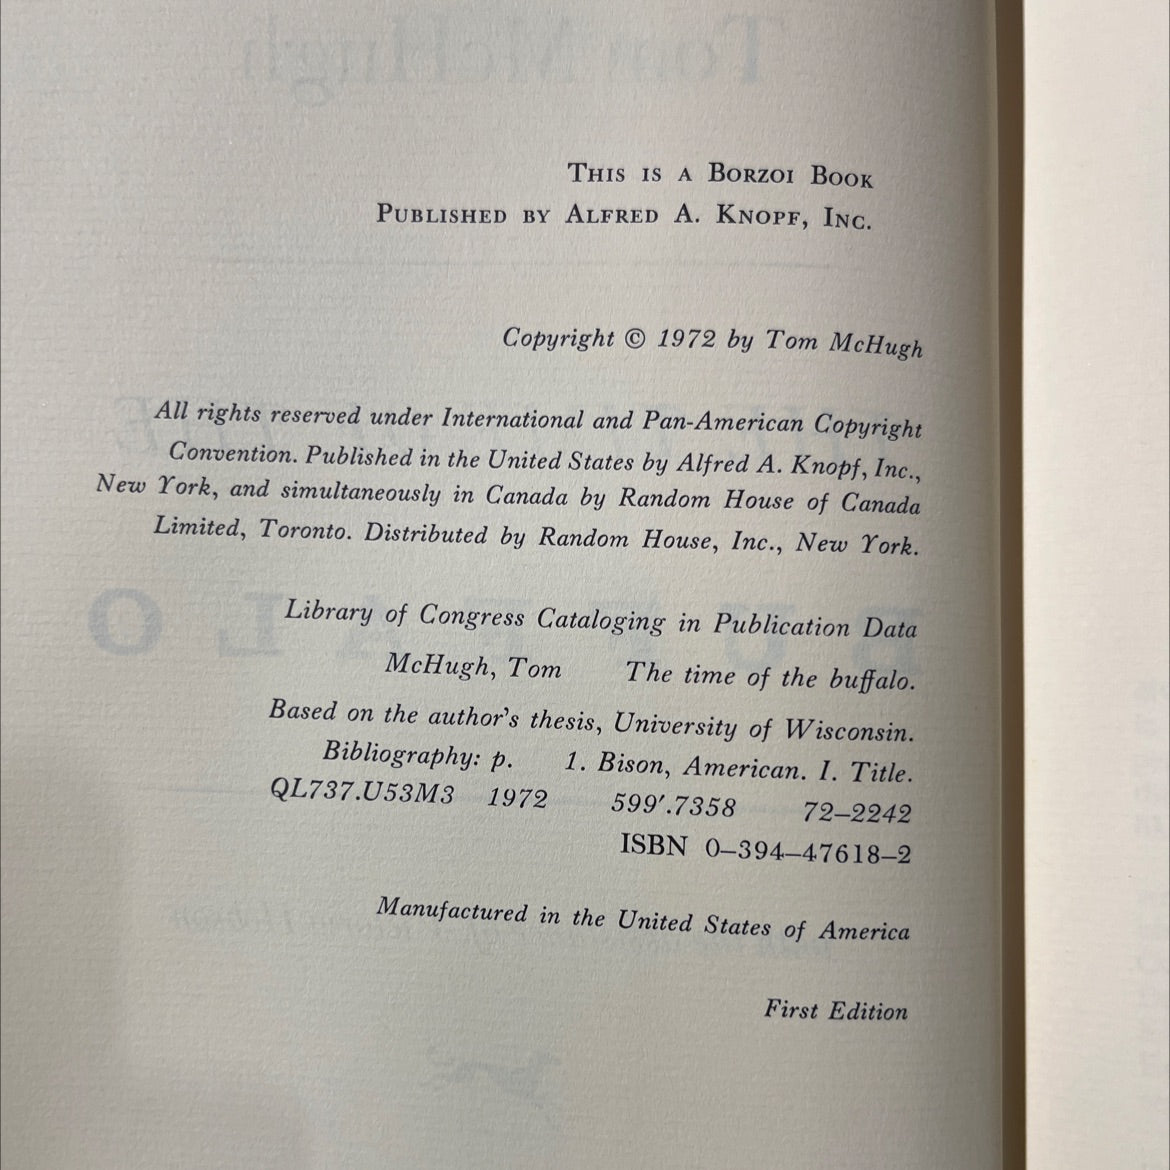 THIS IS A BORZOI BOOK
PUBLISHED BY ALFRED A. KNOPF, INC.
Copyright © 1972 by Tom McHugh
All rights reserved under International and Pan-American Copyright
Convention. Published in the United States by Alfred A. Knopf, Inc.,
New York, and simultaneously in Canada by Random House of Canada
Limited, Toronto. Distributed by Random House, Inc., New York.
Library of Congress Cataloging in Publication Data
McHugh, Tom The time of the buffalo.
Based on the author's thesis, University of Wisconsin.
Bibliography: p. 1. Bison, American. I. Title.
QL737.U53M3 1972 599'.7358 72–2242
ISBN 0–394–47618–2
Manufactured in the United States of America
First Edition